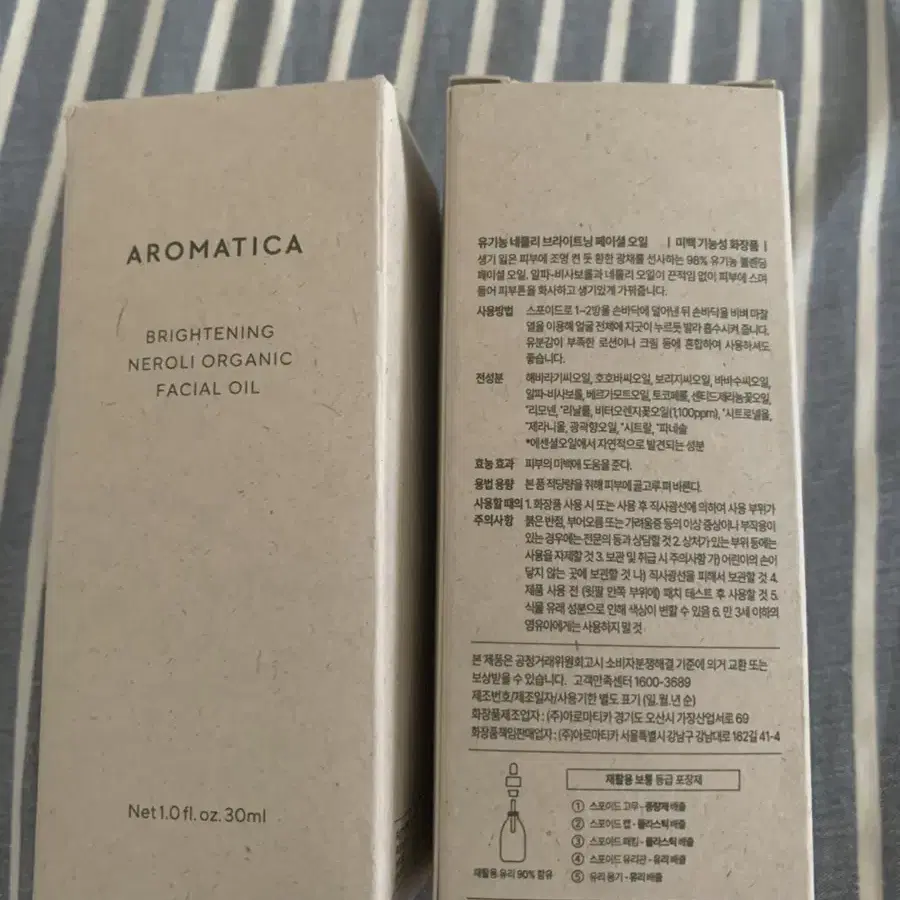 AROMATICA
BRIGHTENING
NEROLI ORGANIC
FACIAL OIL
Net 1.0 fl. oz. 30ml
유기농 네롤리 브라이트닝 페이셜 오일 | 미백 기능성 화장품 |
생기 잃은 피부에 조명 켠 듯 환한 광채를 선사하는 98% 유기농 블렌딩
페이셜 오일. 알파-비사보롤과 네롤리 오일이 끈적임 없이 피부에 스며
들어 피부톤을 화사하고 생기있게 가꿔줍니다.
사용방법 스포이드로 1~2방울 손바닥에 덜어낸 뒤 손바닥을 비벼 마찰
열을 이용해 얼굴 전체에 지긋이 누르듯 발라 흡수시켜 줍니다.
유분감이 부족한 로션이나 크림 등에 혼합하여 사용하셔도
좋습니다.
전성분 해바라기씨오일, 호호바씨오일, 보리지씨오일, 바바수씨오일,
알파-비사보롤, 베르가모트오일, 토코페롤, 센티드제라늄꽃오일,
*리모넨, *리날룰, 비터오렌지꽃오일(1,100ppm), *시트로넬올,
*제라니올, 광곽향오일, *시트랄, *파네솔
*에센셜오일에서 자연적으로 발견되는 성분
효능 효과 피부의 미백에 도움을 준다.
용법 용량 본 품 적당량을 취해 피부에 골고루 펴 바른다.
사용할 때의 1. 화장품 사용 시 또는 사용 후 직사광선에 의하여 사용 부위가
주의사항 붉은 반점, 부어오름 또는 가려움증 등의 이상 증상이나 부작용이
있는 경우에는 전문의 등과 상담할 것 2. 상처가 있는 부위 등에는
사용을 자제할 것 3. 보관 및 취급 시 주의사항 가) 어린이의 손이
닿지 않는 곳에 보관할 것 나) 직사광선을 피해서 보관할 것 4.
제품 사용 전 (윗팔 안쪽 부위에) 패치 테스트 후 사용할 것 5.
식물 유래 성분으로 인해 색상이 변할 수 있음 6. 만 3세 이하의
영유아에게는 사용하지 말 것
본 제품은 공정거래위원회고시 소비자분쟁해결 기준에 의거 교환 또는
보상받을 수 있습니다. 고객만족센터 1600-3689
제조번호/제조일자/사용기한 별도 표기 (일.월.년 순)
화장품제조업자 : (주)아로마티카 경기도 오산시 가장산업서로 69
화장품책임판매업자 : (주)아로마티카 서울특별시 강남구 강남대로 162길 41-4
재활용 보통 등급 포장재
① 스포이드 고무 - 종량제 배출
② 스포이드 캡 - 플라스틱 배출
③ 스포이드 패킹 - 플라스틱 배출
④ 스포이드 유리관 - 유리 배출
⑤ 유리 용기 - 유리 배출
재활용 유리 90% 함유